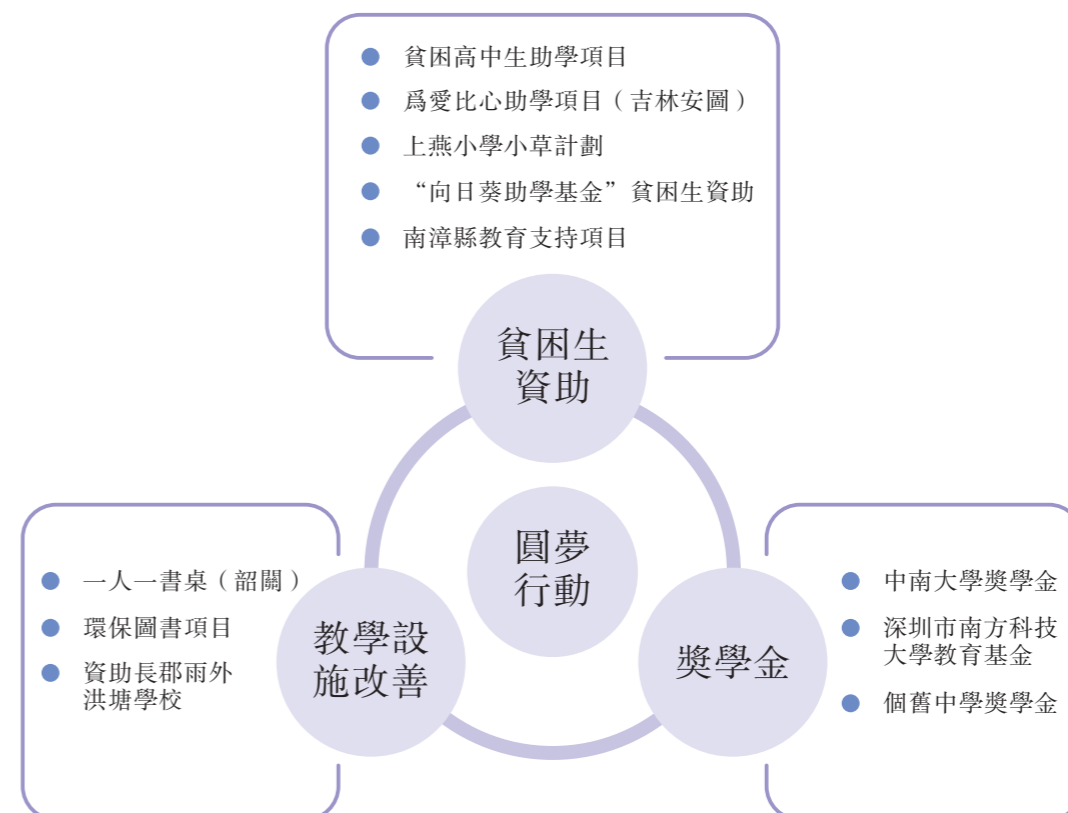 貧困高中生助學項目
爲愛比心助學項目（吉林安圖）
上燕小學小草計劃
“向日葵助學基金”貧困生資助
南漳縣教育支持項目
貧困生
資助
圓夢
行動
一人一書桌（韶關）
環保圖書項目
資助長郡雨外
洪塘學校
教學設
施改善
獎學金
中南大學獎學金
深圳市南方科技
大學教育基金
個舊中學獎學金